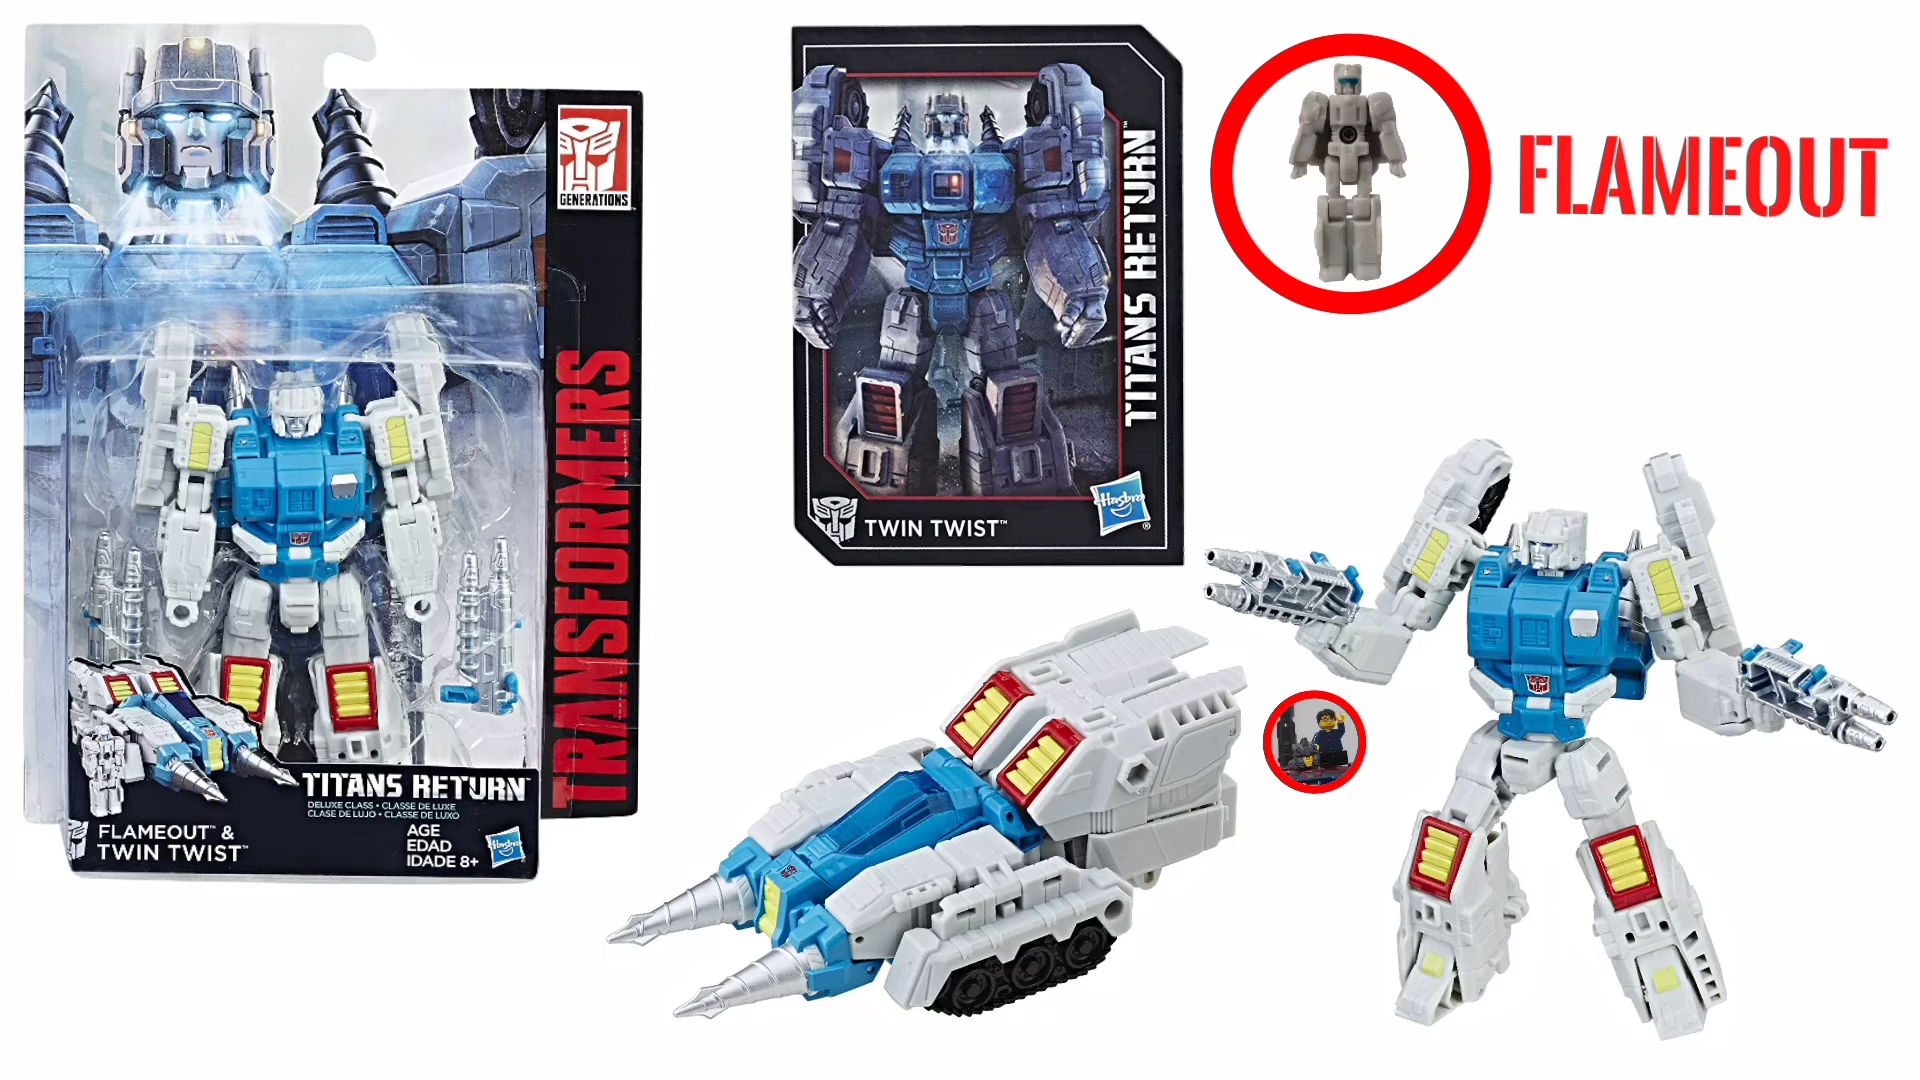 GENERATIONS
TRANSFORMERS
TITANS RETURN™
DELUXE CLASS • CLASSE DE LUXE
CLASE DE LUJO • CLASSE DE LUXO
FLAMEOUT™ &
TWIN TWIST™
AGE
EDAD
IDADE 8+
Hasbro
TITANS RETURN™
TWIN TWIST™
Hasbro
®
FLAMEOUT